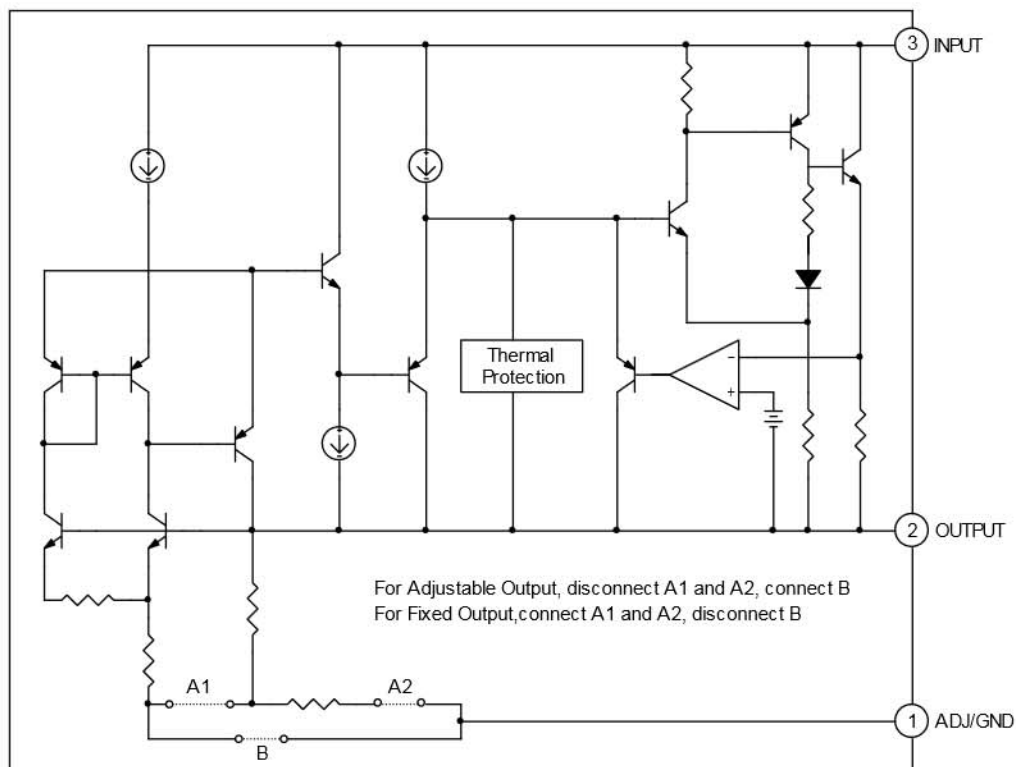 3 INPUT
Thermal
Protection
−
+
2 OUTPUT
For Adjustable Output, disconnect A1 and A2, connect B
For Fixed Output,connect A1 and A2, disconnect B
A1
A2
B
1 ADJ/GND